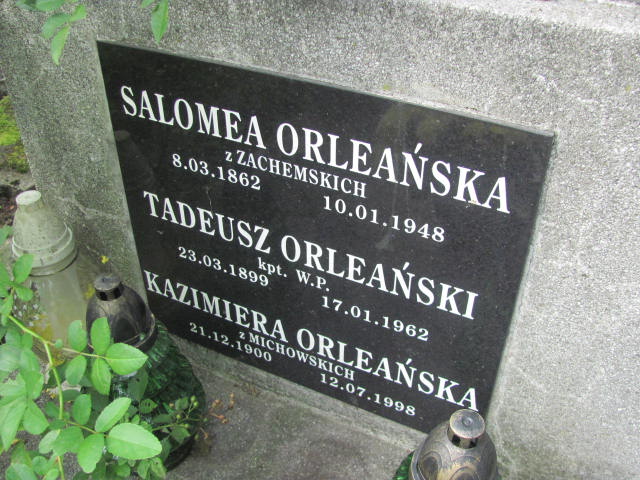 SALOMEA ORLEAŃSKA
z ZACHEMSKICH
8.03.1862 10.01.1948
TADEUSZ ORLEAŃSKI
kpt. W.P.
23.03.1899 17.01.1962
KAZIMIERA ORLEAŃSKA
z MICHOWSKICH
21.12.1900 12.07.1998